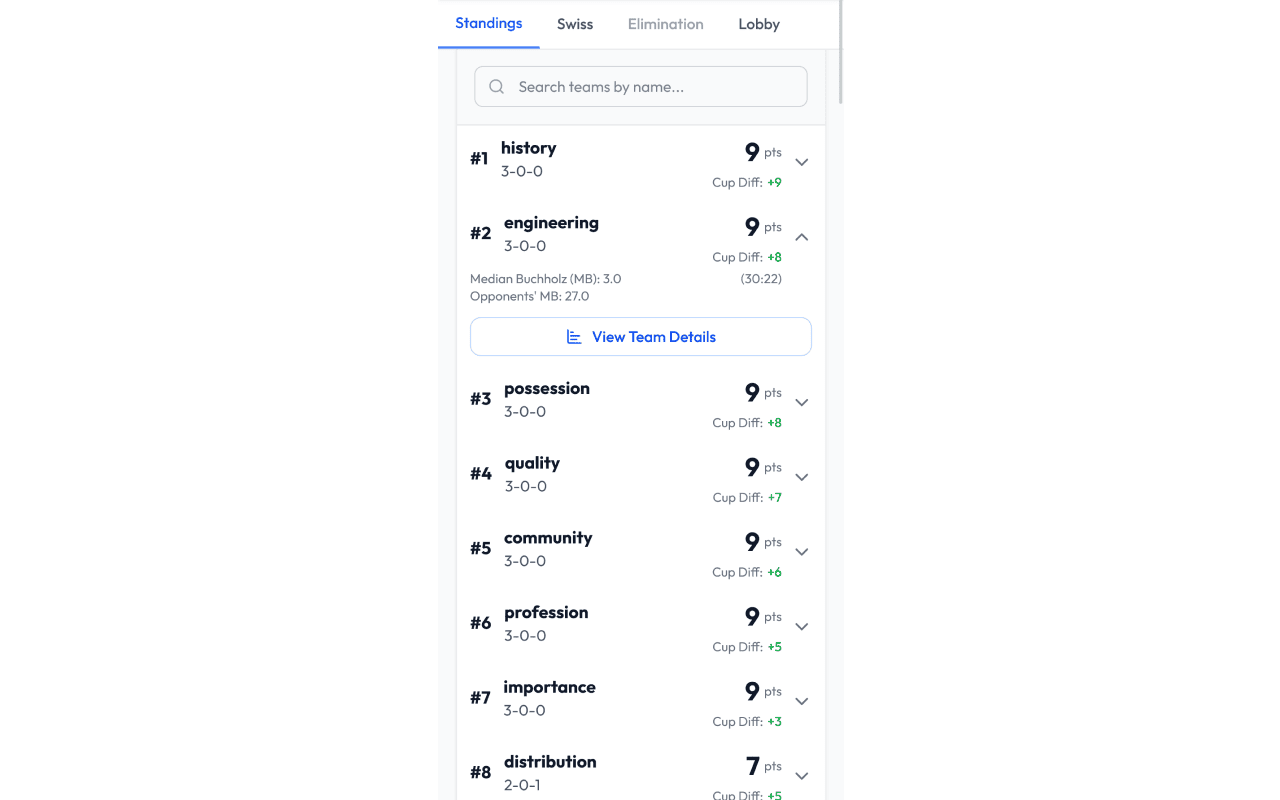 Standings Swiss Elimination Lobby
Search teams by name...
#1 history 9 pts
3-0-0 Cup Diff: +9
#2 engineering 9 pts
3-0-0 Cup Diff: +8
Median Buchholz (MB): 3.0 (30:22)
Opponents' MB: 27.0
View Team Details
#3 possession 9 pts
3-0-0 Cup Diff: +8
#4 quality 9 pts
3-0-0 Cup Diff: +7
#5 community 9 pts
3-0-0 Cup Diff: +6
#6 profession 9 pts
3-0-0 Cup Diff: +5
#7 importance 9 pts
3-0-0 Cup Diff: +3
#8 distribution 7 pts
2-0-1 Cup Diff: +5